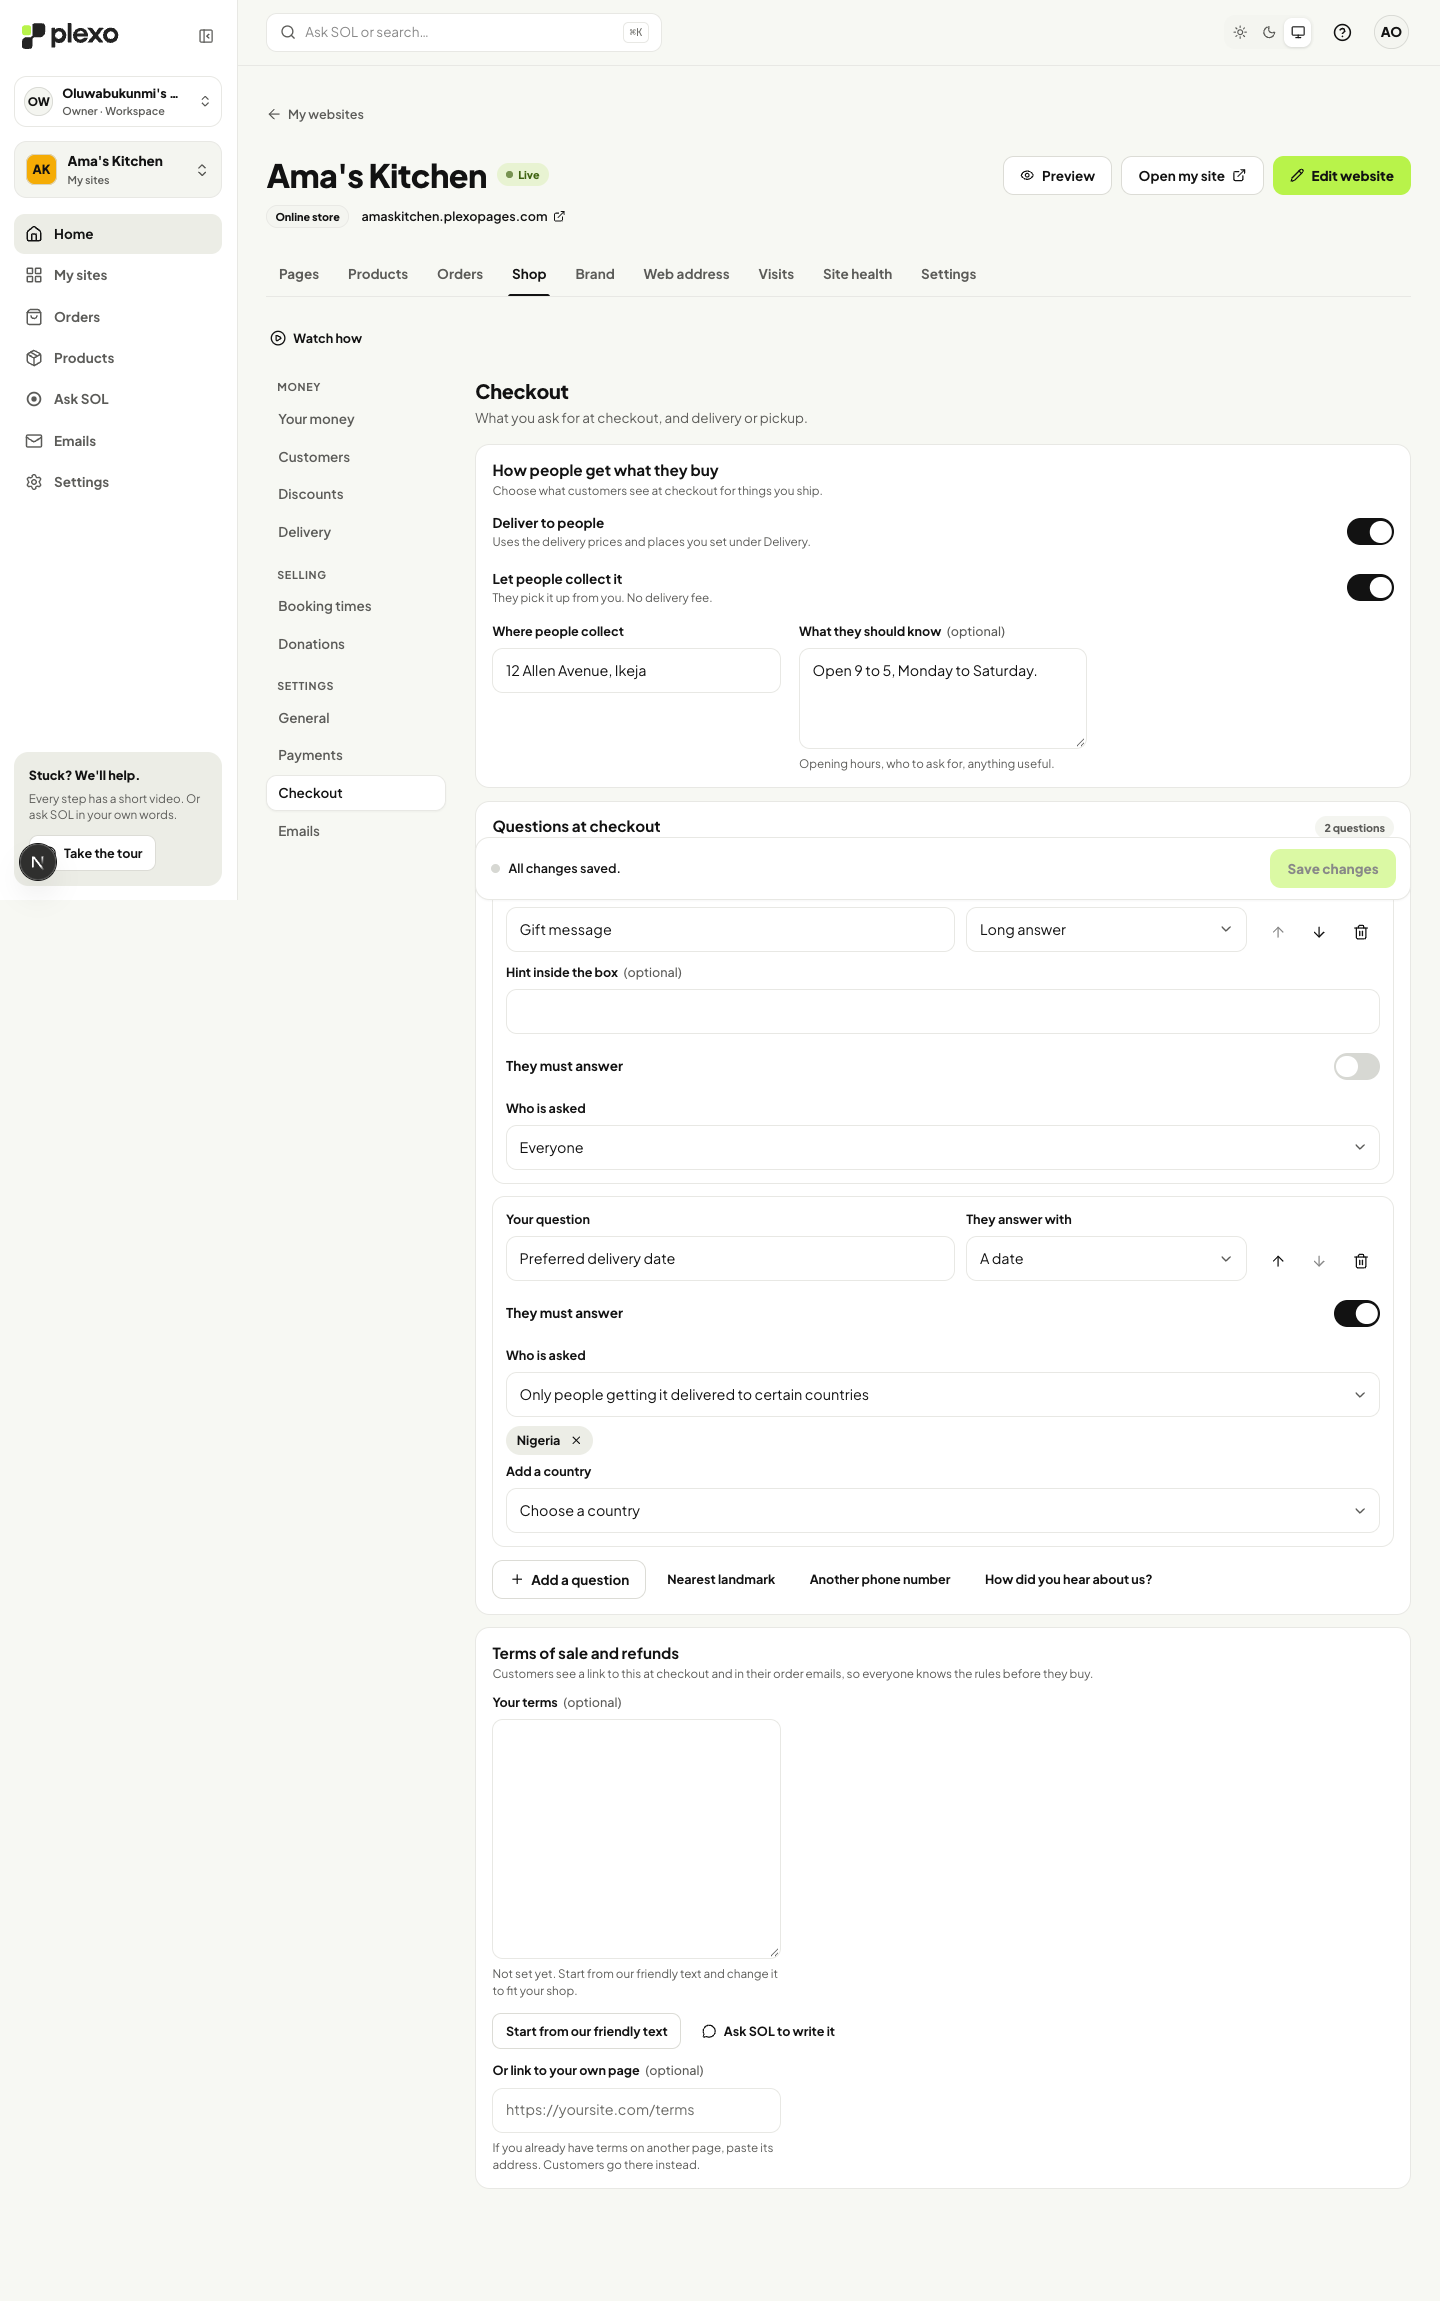 plexo
Ask SOL or search…
⌘K
AO
OW
Oluwabukunmi's …
Owner · Workspace
AK
Ama's Kitchen
My sites
Home
My sites
Orders
Products
Ask SOL
Emails
Settings
Stuck? We'll help.
Every step has a short video. Or
ask SOL in your own words.
N
Take the tour
My websites
Ama's Kitchen
Live
Preview
Open my site
Edit website
Online store
amaskitchen.plexopages.com
Pages
Products
Orders
Shop
Brand
Web address
Visits
Site health
Settings
Watch how
MONEY
Your money
Customers
Discounts
Delivery
SELLING
Booking times
Donations
SETTINGS
General
Payments
Checkout
Emails
Checkout
What you ask for at checkout, and delivery or pickup.
How people get what they buy
Choose what customers see at checkout for things you ship.
Deliver to people
Uses the delivery prices and places you set under Delivery.
Let people collect it
They pick it up from you. No delivery fee.
Where people collect
12 Allen Avenue, Ikeja
What they should know (optional)
Open 9 to 5, Monday to Saturday.
Opening hours, who to ask for, anything useful.
Questions at checkout
2 questions
All changes saved.
Save changes
Gift message
Long answer
Hint inside the box (optional)
They must answer
Who is asked
Everyone
Your question
They answer with
Preferred delivery date
A date
They must answer
Who is asked
Only people getting it delivered to certain countries
Nigeria
Add a country
Choose a country
Add a question
Nearest landmark
Another phone number
How did you hear about us?
Terms of sale and refunds
Customers see a link to this at checkout and in their order emails, so everyone knows the rules before they buy.
Your terms (optional)
Not set yet. Start from our friendly text and change it
to fit your shop.
Start from our friendly text
Ask SOL to write it
Or link to your own page (optional)
https://yoursite.com/terms
If you already have terms on another page, paste its
address. Customers go there instead.